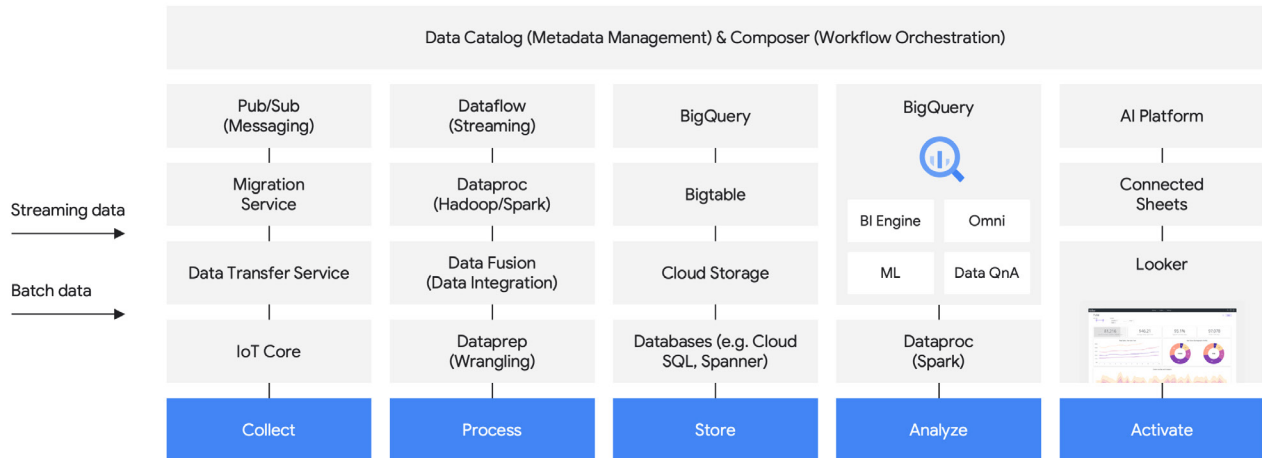 Data Catalog (Metadata Management) & Composer (Workflow Orchestration)
Streaming data
Batch data
Pub/Sub
(Messaging)
Migration
Service
Data Transfer Service
IoT Core
Collect
Dataflow
(Streaming)
Dataproc
(Hadoop/Spark)
Data Fusion
(Data Integration)
Dataprep
(Wrangling)
Process
BigQuery
Bigtable
Cloud Storage
Databases (e.g. Cloud
SQL, Spanner)
Store
BigQuery
BI Engine
Omni
ML
Data QnA
Dataproc
(Spark)
Analyze
AI Platform
Connected
Sheets
Looker
Activate